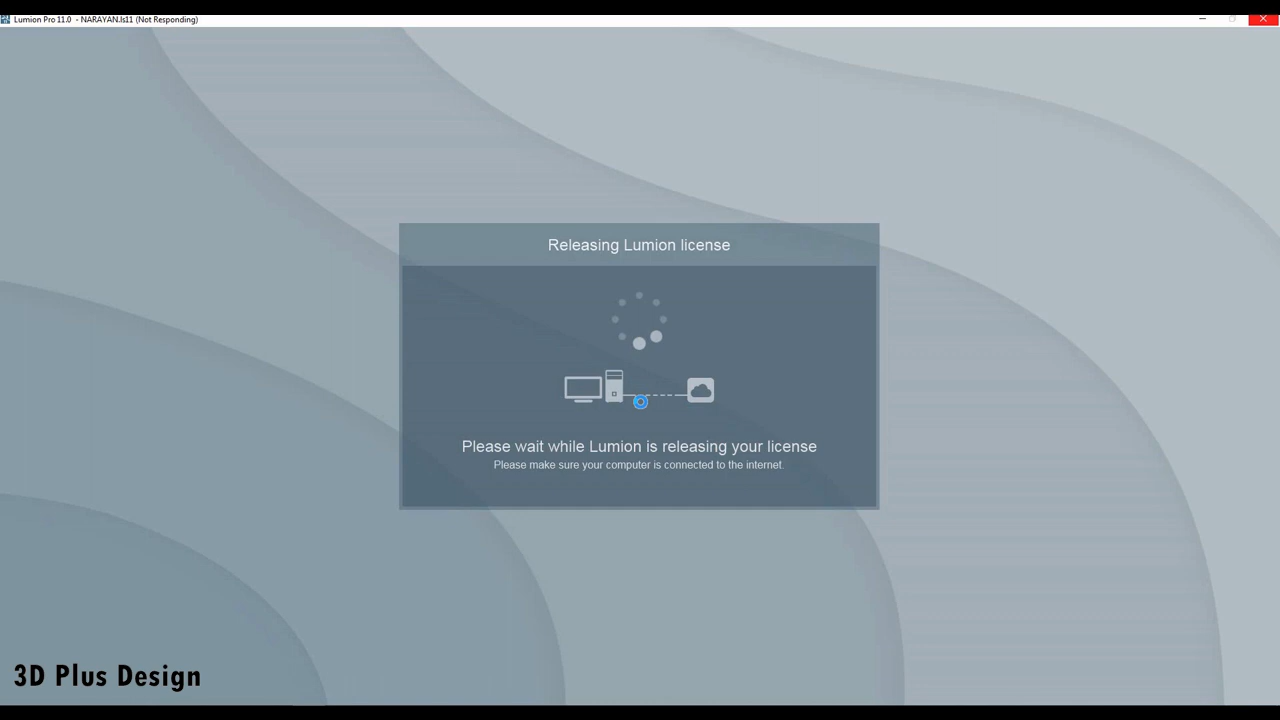 Lumion Pro 11.0 - NARAYAN.ls11 (Not Responding)
Releasing Lumion license
Please wait while Lumion is releasing your license
Please make sure your computer is connected to the internet.
3D Plus Design